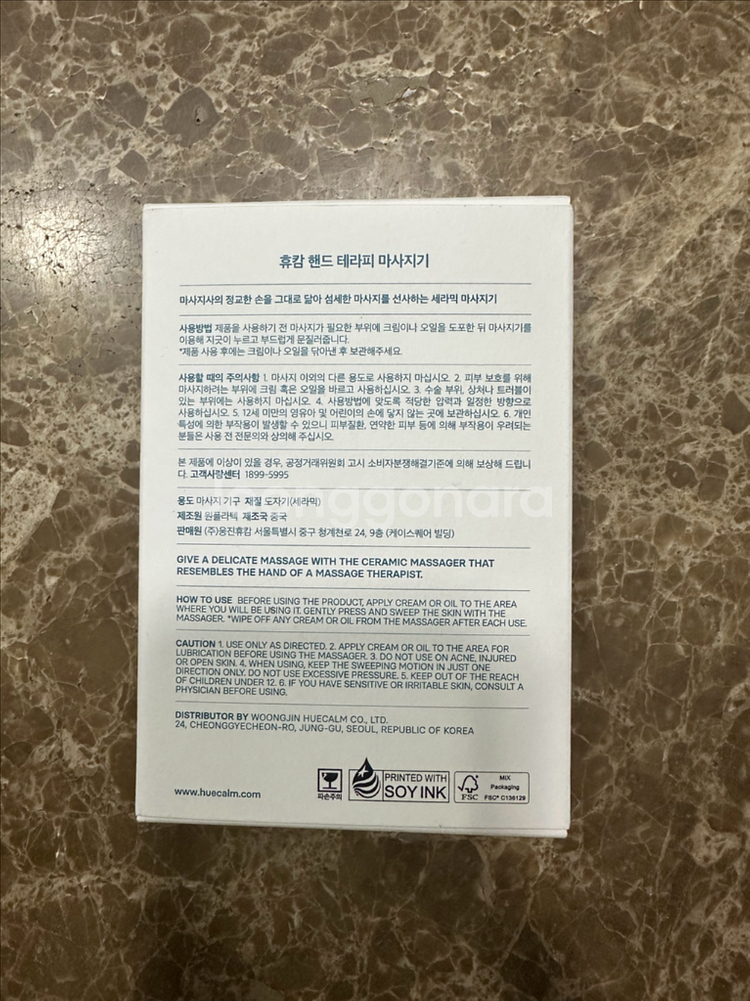 휴캄 핸드 테라피 마사지기
마사지사의 정교한 손을 그대로 닮아 섬세한 마사지를 선사하는 세라믹 마사지기
사용방법 제품을 사용하기 전 마사지가 필요한 부위에 크림이나 오일을 도포한 뒤 마사지기를
이용해 지긋이 누르고 부드럽게 문질러줍니다.
*제품 사용 후에는 크림이나 오일을 닦아낸 후 보관해주세요.
사용할 때의 주의사항 1. 마사지 이외의 다른 용도로 사용하지 마십시오. 2. 피부 보호를 위해
마사지하려는 부위에 크림 혹은 오일을 바르고 사용하십시오. 3. 수술 부위, 상처나 트러블이
있는 부위에는 사용하지 마십시오. 4. 사용방법에 맞도록 적당한 압력과 일정한 방향으로
사용하십시오. 5. 12세 미만의 영유아 및 어린이의 손에 닿지 않는 곳에 보관하십시오. 6. 개인
특성에 의한 부작용이 발생할 수 있으니 피부질환, 연약한 피부 등에 의해 부작용이 우려되는
분들은 사용 전 전문의와 상의해 주십시오.
본 제품에 이상이 있을 경우, 공정거래위원회 고시 소비자분쟁해결기준에 의해 보상해 드립니
다. 고객사랑센터 1899-5995
용도 마사지 기구 재질 도자기(세라믹)
제조원 원플라텍 제조국 중국
판매원 (주)웅진휴캄 서울특별시 중구 청계천로 24, 9층 (케이스퀘어 빌딩)
GIVE A DELICATE MASSAGE WITH THE CERAMIC MASSAGER THAT
RESEMBLES THE HAND OF A MASSAGE THERAPIST.
HOW TO USE BEFORE USING THE PRODUCT, APPLY CREAM OR OIL TO THE AREA
WHERE YOU WILL BE USING IT. GENTLY PRESS AND SWEEP THE SKIN WITH THE
MASSAGER. *WIPE OFF ANY CREAM OR OIL FROM THE MASSAGER AFTER EACH USE.
CAUTION 1. USE ONLY AS DIRECTED. 2. APPLY CREAM OR OIL TO THE AREA FOR
LUBRICATION BEFORE USING THE MASSAGER. 3. DO NOT USE ON ACNE, INJURED
OR OPEN SKIN. 4. WHEN USING, KEEP THE SWEEPING MOTION IN JUST ONE
DIRECTION ONLY. DO NOT USE EXCESSIVE PRESSURE. 5. KEEP OUT OF THE REACH
OF CHILDREN UNDER 12. 6. IF YOU HAVE SENSITIVE OR IRRITABLE SKIN, CONSULT A
PHYSICIAN BEFORE USING.
DISTRIBUTOR BY WOONGJIN HUECALM CO., LTD.
24, CHEONGGYECHEON-RO, JUNG-GU, SEOUL, REPUBLIC OF KOREA
www.huecalm.com
파손주의
PRINTED WITH
SOY INK
FSC
MIX
Packaging
FSC® C136129